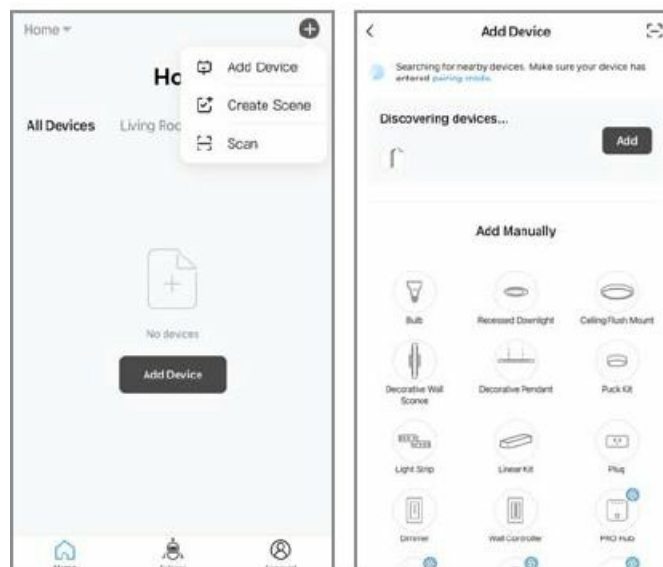 Home
Add Device
Create Scene
Scan
Ho
All Devices Living Roo
No devices
Add Device
Home
Add Device
Searching for nearby devices. Make sure your device has
entered pairing mode.
Discovering devices...
Add
Add Manually
Bulb Recessed Downlight Ceiling Flush Mount
Decorative Wall Sconce Decorative Pendant Puck Kit
Light Strip Linear Kit Plug
Dimmer Wall Controller PRO Hub